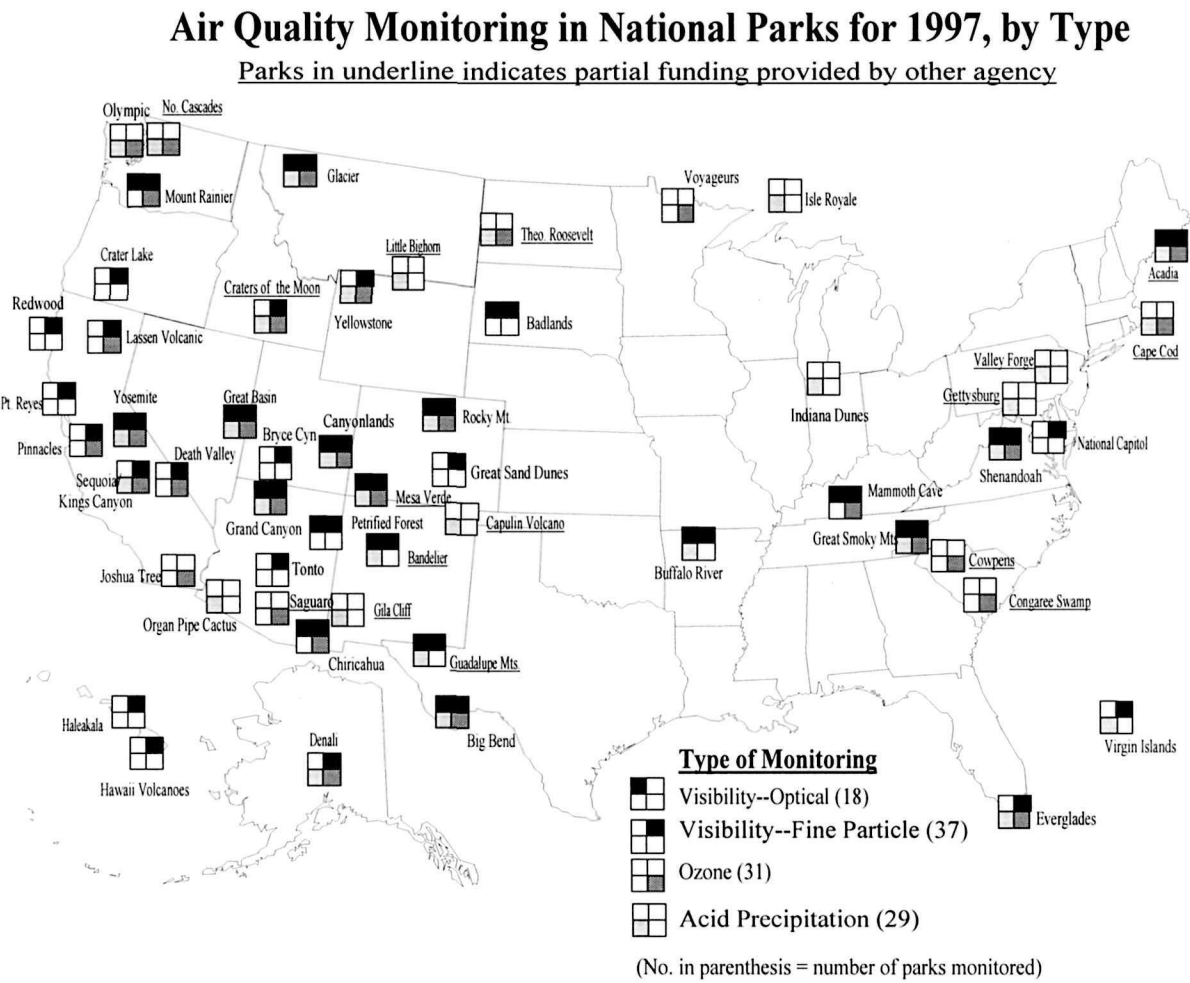 Air Quality Monitoring in National Parks for 1997, by Type
Parks in underline indicates partial funding provided by other agency
Olympic
No. Cascades
Mount Rainier
Glacier
Voyageurs
Isle Royale
Theo. Roosevelt
Little Bighorn
Crater Lake
Craters of the Moon
Yellowstone
Acadia
Redwood
Lassen Volcanic
Badlands
Cape Cod
Valley Forge
Gettysburg
Indiana Dunes
Pt. Reyes
Yosemite
Great Basin
Canyonlands
Rocky Mt.
Pinnacles
Bryce Cyn
National Capitol
Death Valley
Great Sand Dunes
Shenandoah
Sequoia/
Kings Canyon
Mesa Verde
Mammoth Cave
Grand Canyon
Petrified Forest
Capulin Volcano
Great Smoky Mts.
Bandelier
Cowpens
Joshua Tree
Tonto
Buffalo River
Organ Pipe Cactus
Saguaro
Gila Cliff
Congaree Swamp
Chiricahua
Guadalupe Mts.
Haleakala
Big Bend
Denali
Virgin Islands
Hawaii Volcanoes
Everglades
Type of Monitoring
Visibility--Optical (18)
Visibility--Fine Particle (37)
Ozone (31)
Acid Precipitation (29)
(No. in parenthesis = number of parks monitored)